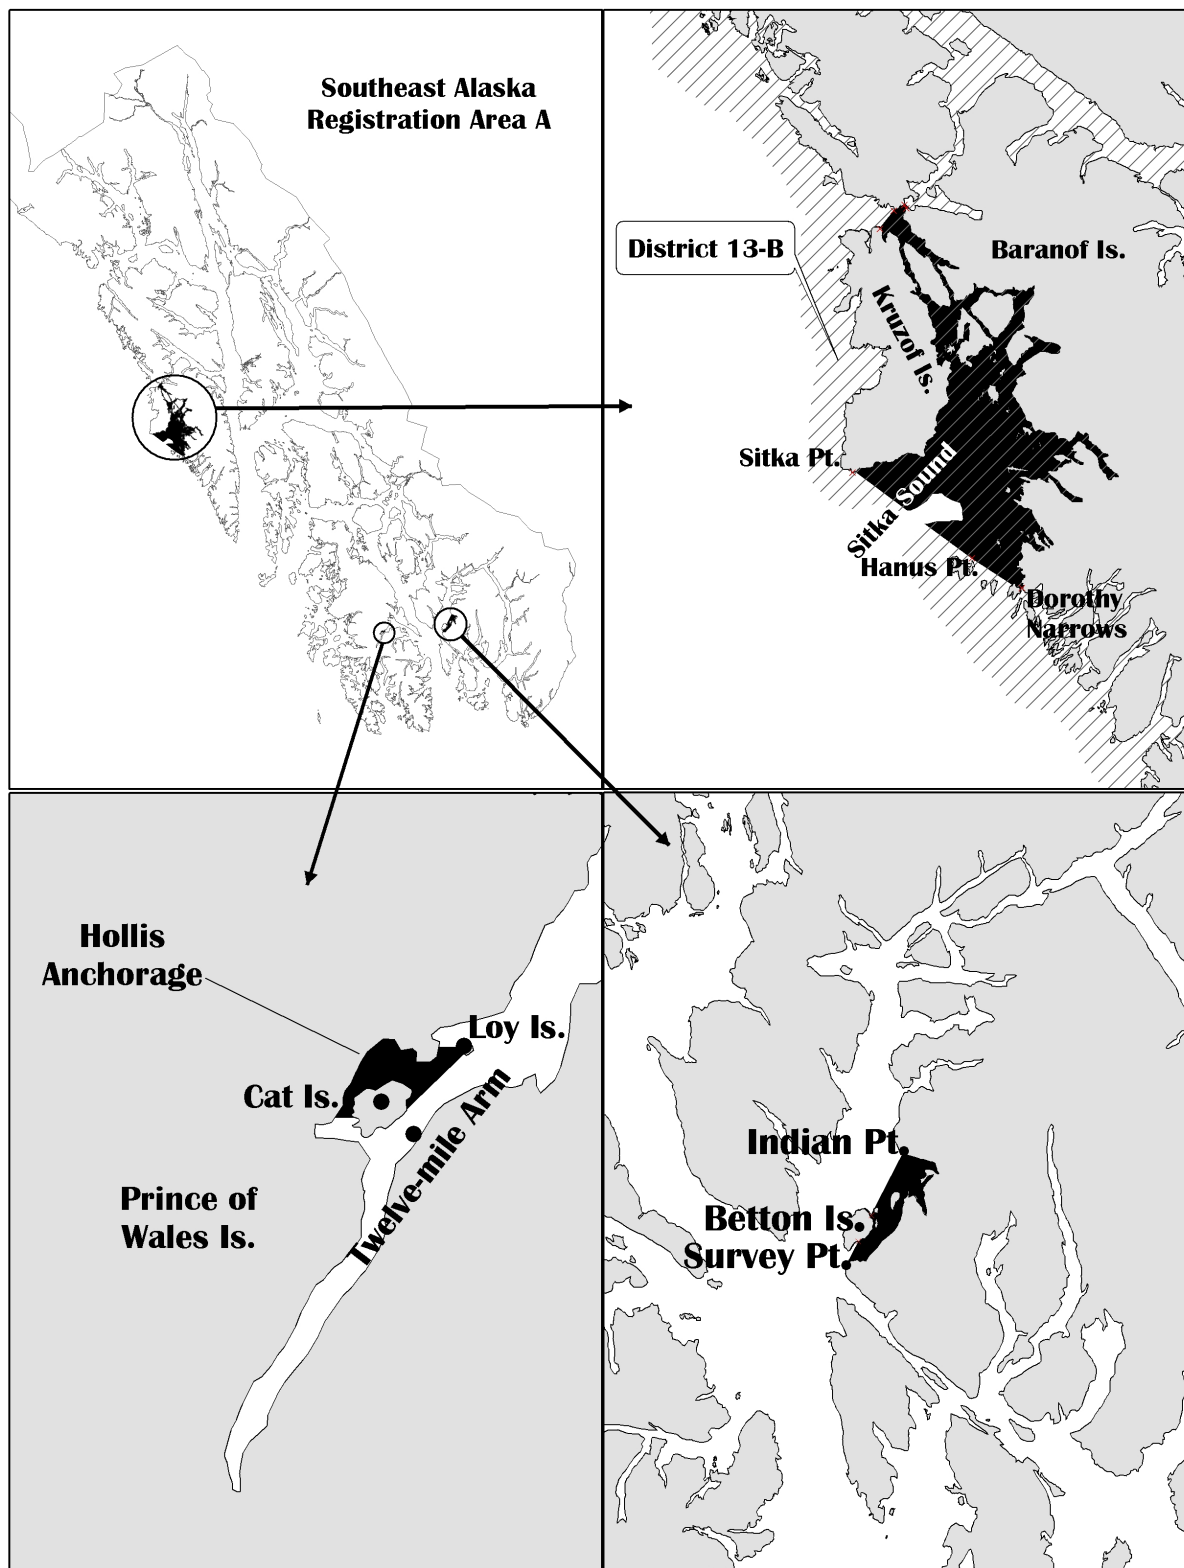 Southeast Alaska
Registration Area A
District 13-B
Baranof Is.
Kruzof Is.
Sitka Pt.
Sitka Sound
Hanus Pt.
Dorothy
Narrows
Hollis
Anchorage
Loy Is.
Cat Is.
Twelve-mile Arm
Prince of
Wales Is.
Indian Pt.
Betton Is.
Survey Pt.